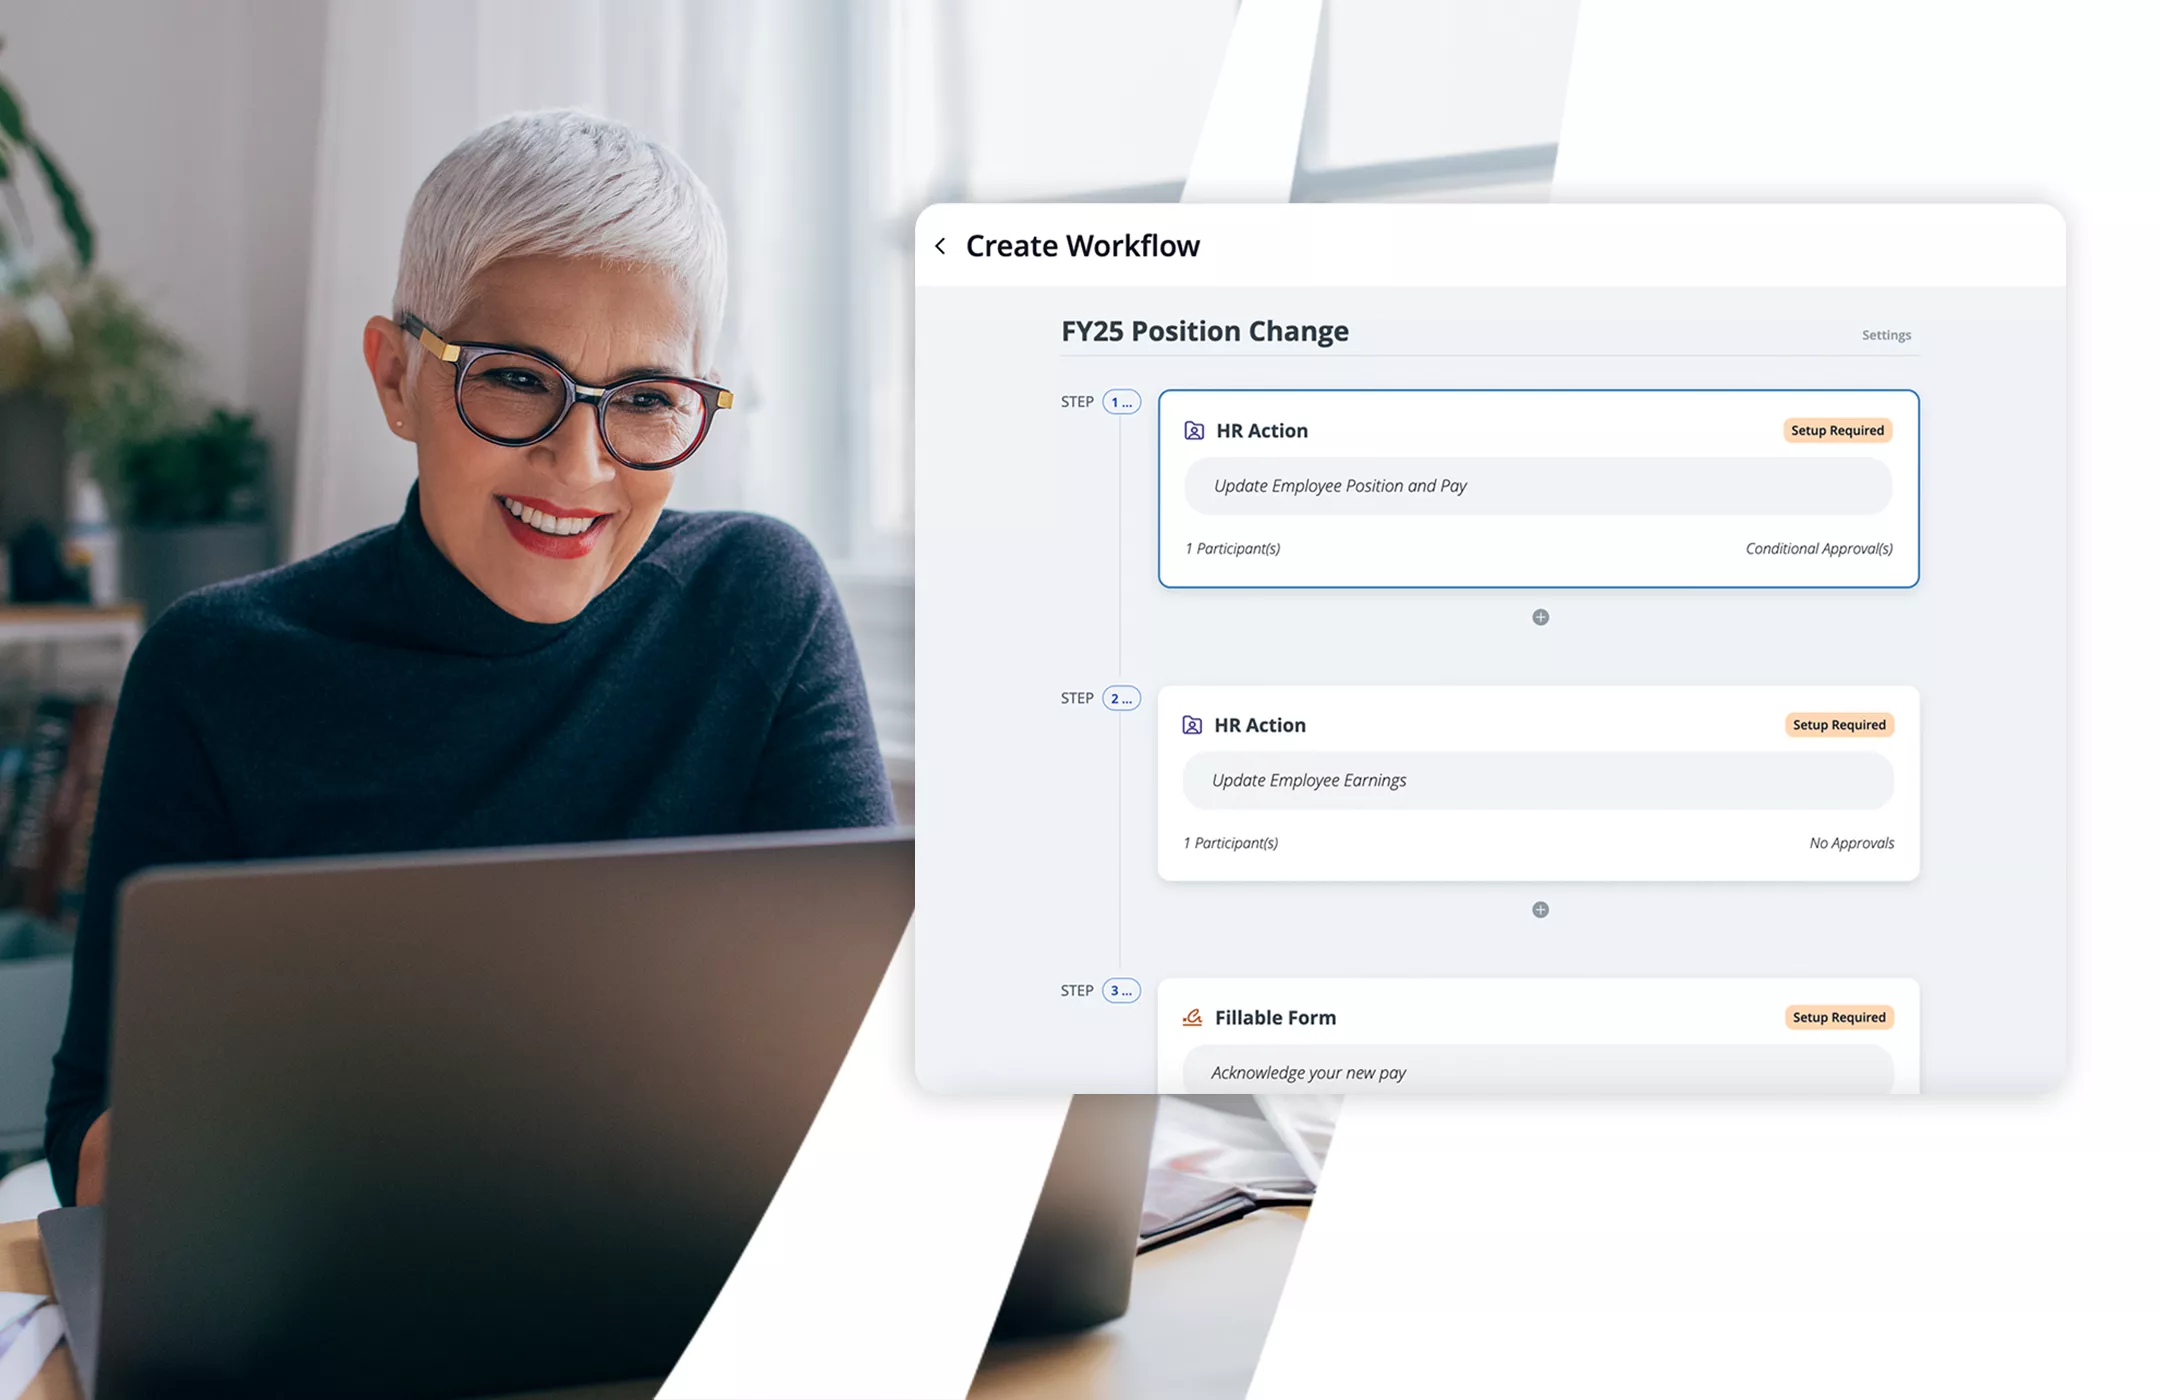 Create Workflow
FY25 Position Change
Settings
STEP 1 ...
HR Action
Setup Required
Update Employee Position and Pay
1 Participant(s)
Conditional Approval(s)
STEP 2 ...
HR Action
Setup Required
Update Employee Earnings
1 Participant(s)
No Approvals
STEP 3 ...
Fillable Form
Setup Required
Acknowledge your new pay